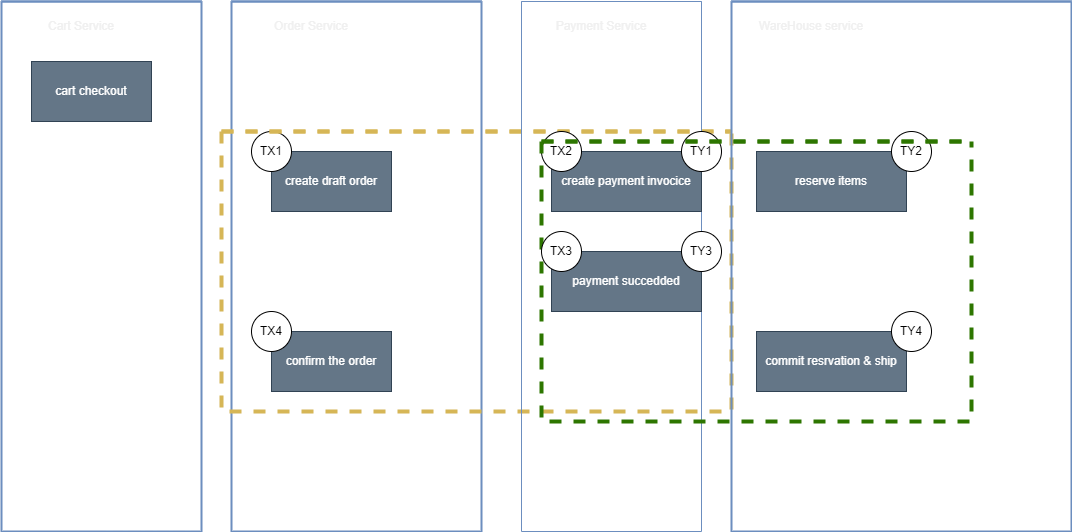 Cart Service
Order Service
Payment Service
WareHouse service
cart checkout
TX1
TX2
TY1
TY2
create draft order
create payment invocice
reserve items
TX3
TY3
payment succedded
TX4
TY4
confirm the order
commit resrvation & ship